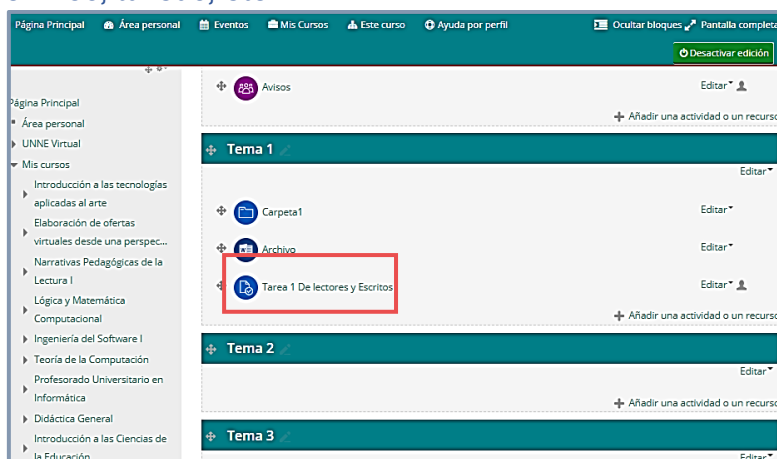 Página Principal Área personal Eventos Mis Cursos Este curso Ayuda por perfil Ocultar bloques Pantalla completa
Desactivar edición
Avisos Editar
Añadir una actividad o un recurso
Página Principal
Área personal
UNNE Virtual
Mis cursos
Introducción a las tecnologías
aplicadas al arte
Elaboración de ofertas
virtuales desde una perspec...
Narrativas Pedagógicas de la
Lectura I
Lógica y Matemática
Computacional
Ingeniería del Software I
Teoría de la Computación
Profesorado Universitario en
Informática
Didáctica General
Introducción a las Ciencias de
la Educación
Tema 1
Editar
Carpeta1 Editar
Archivo Editar
Tarea 1 De lectores y Escritos Editar
Añadir una actividad o un recurso
Tema 2
Editar
Añadir una actividad o un recurso
Tema 3
Editar